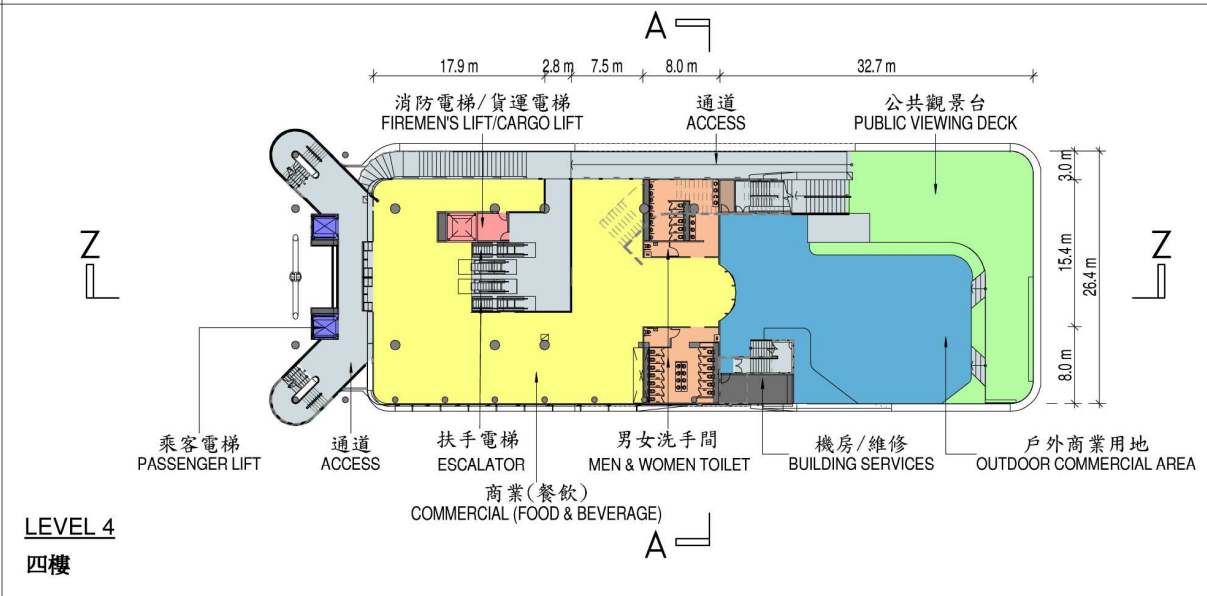 A
17.9 m
2.8 m
7.5 m
8.0 m
32.7 m
消防電梯/貨運電梯
FIREMEN'S LIFT/CARGO LIFT
通道
ACCESS
公共觀景台
PUBLIC VIEWING DECK
3.0 m
15.4 m
26.4 m
8.0 m
Z
Z
乘客電梯
PASSENGER LIFT
通道
ACCESS
扶手電梯
ESCALATOR
男女洗手間
MEN & WOMEN TOILET
機房/維修
BUILDING SERVICES
戶外商業用地
OUTDOOR COMMERCIAL AREA
商業(餐飲)
COMMERCIAL (FOOD & BEVERAGE)
A
LEVEL 4
四樓